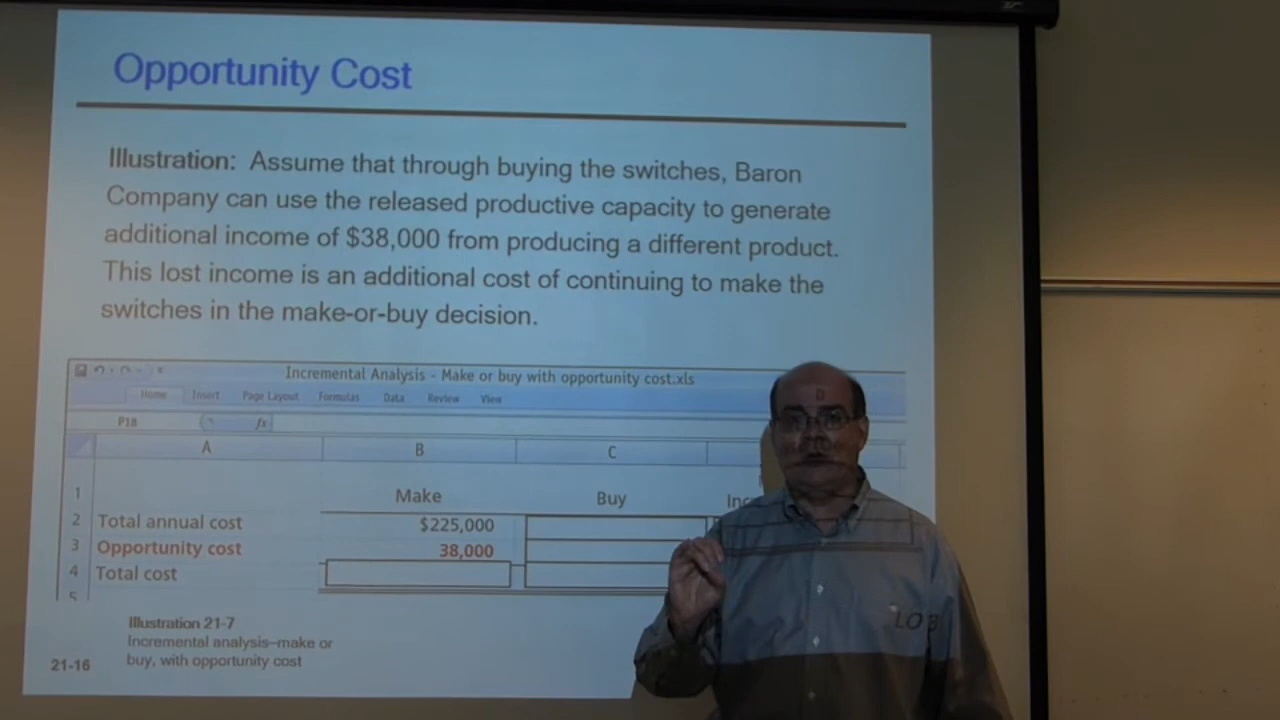 Opportunity Cost
Illustration: Assume that through buying the switches, Baron
Company can use the released productive capacity to generate
additional income of $38,000 from producing a different product.
This lost income is an additional cost of continuing to make the
switches in the make-or-buy decision.
Incremental Analysis - Make or buy with opportunity cost.xls
Home Insert Page Layout Formulas Data Review View
P18 fx
A B C D
1 Make Buy
2 Total annual cost $225,000
3 Opportunity cost 38,000
4 Total cost
5
Illustration 21-7
Incremental analysis–make or
buy, with opportunity cost
21-16
LO 3